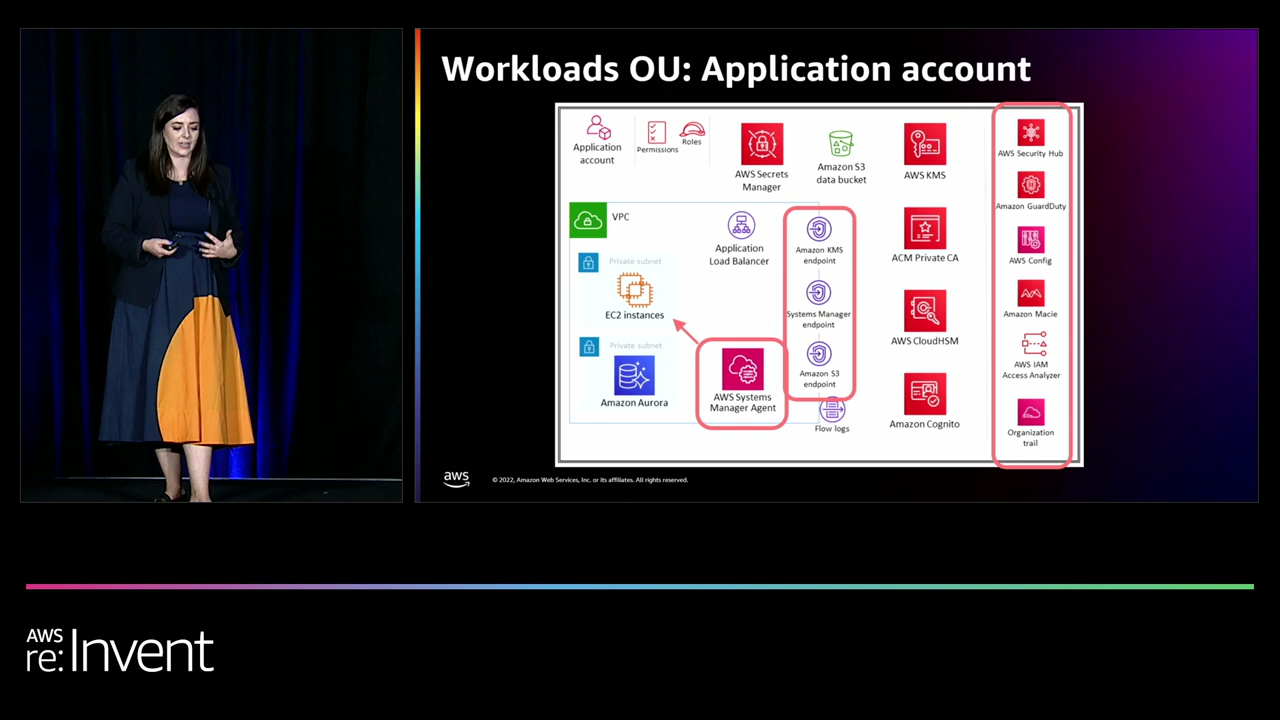 Workloads OU: Application account
Application
account
Permissions
Roles
AWS Secrets
Manager
Amazon S3
data bucket
AWS KMS
AWS Security Hub
Amazon GuardDuty
VPC
Application
Load Balancer
Amazon KMS
endpoint
ACM Private CA
AWS Config
Private subnet
EC2 instances
Systems Manager
endpoint
AWS CloudHSM
Amazon Macie
Private subnet
Amazon Aurora
AWS Systems
Manager Agent
Amazon S3
endpoint
Flow logs
Amazon Cognito
AWS IAM
Access Analyzer
Organization
trail
aws
© 2022, Amazon Web Services, Inc. or its affiliates. All rights reserved.
AWS
re:Invent